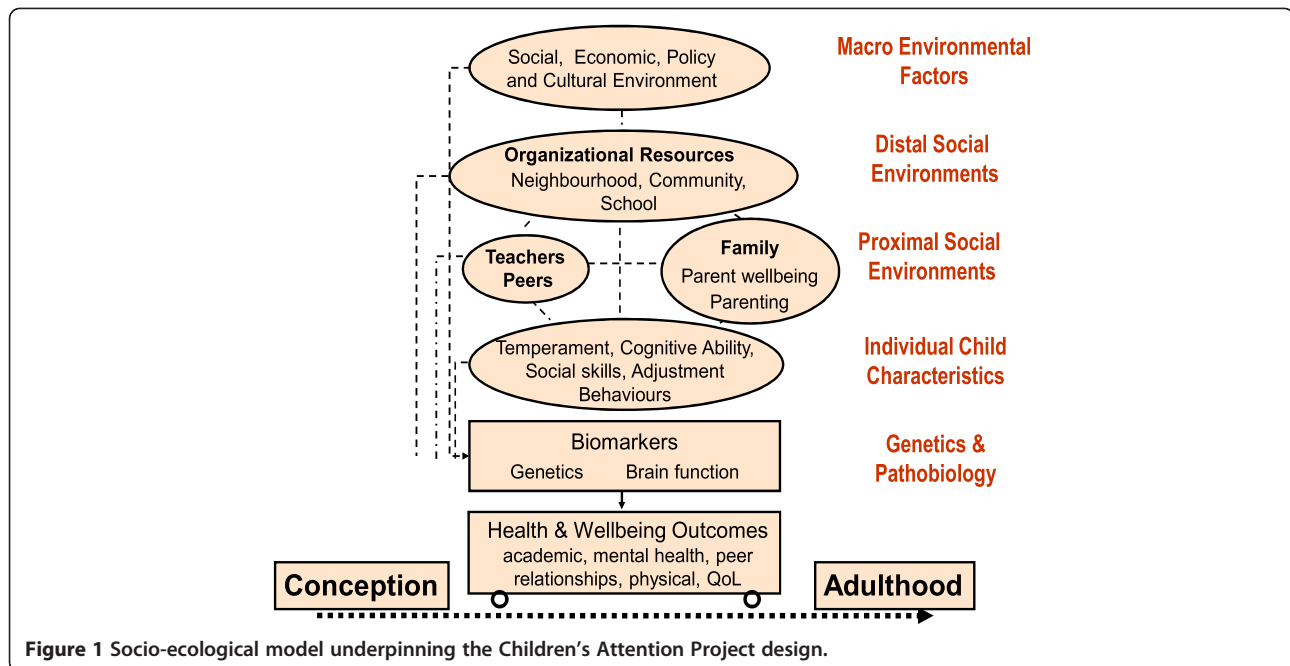 Social, Economic, Policy
and Cultural Environment
Macro Environmental
Factors
Organizational Resources
Neighbourhood, Community,
School
Distal Social
Environments
Teachers
Peers
Family
Parent wellbeing
Parenting
Proximal Social
Environments
Temperament, Cognitive Ability,
Social skills, Adjustment
Behaviours
Individual Child
Characteristics
Biomarkers
Genetics Brain function
Genetics &
Pathobiology
Health & Wellbeing Outcomes
academic, mental health, peer
relationships, physical, QoL
Conception
Adulthood
Figure 1 Socio-ecological model underpinning the Children’s Attention Project design.